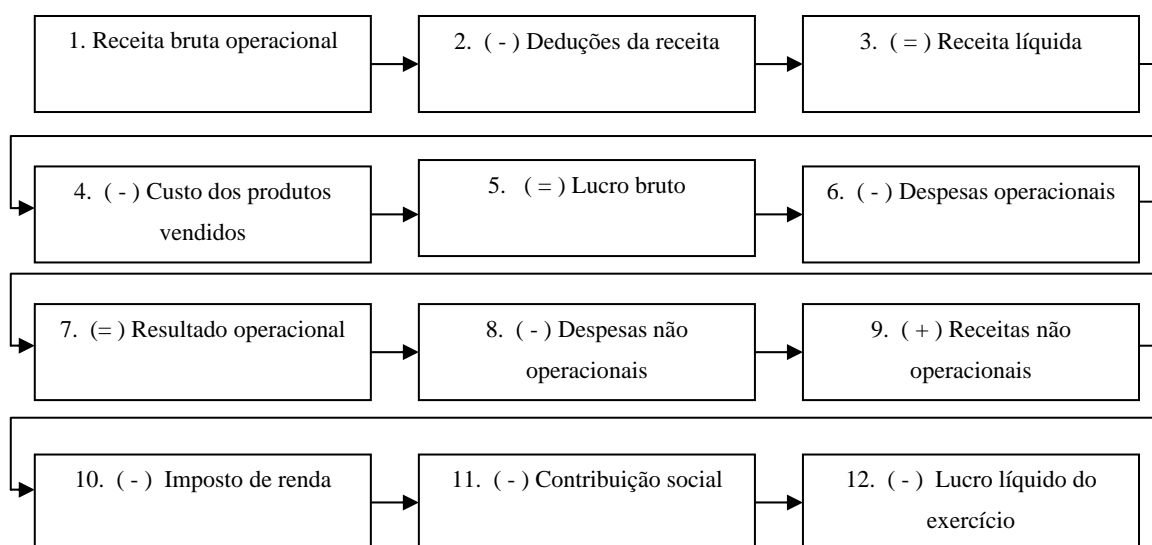 1. Receita bruta operacional
2. ( - ) Deduções da receita
3. ( = ) Receita líquida
4. ( - ) Custo dos produtos
vendidos
5. ( = ) Lucro bruto
6. ( - ) Despesas operacionais
7. (= ) Resultado operacional
8. ( - ) Despesas não
operacionais
9. ( + ) Receitas não
operacionais
10. ( - ) Imposto de renda
11. ( - ) Contribuição social
12. ( - ) Lucro líquido do
exercício